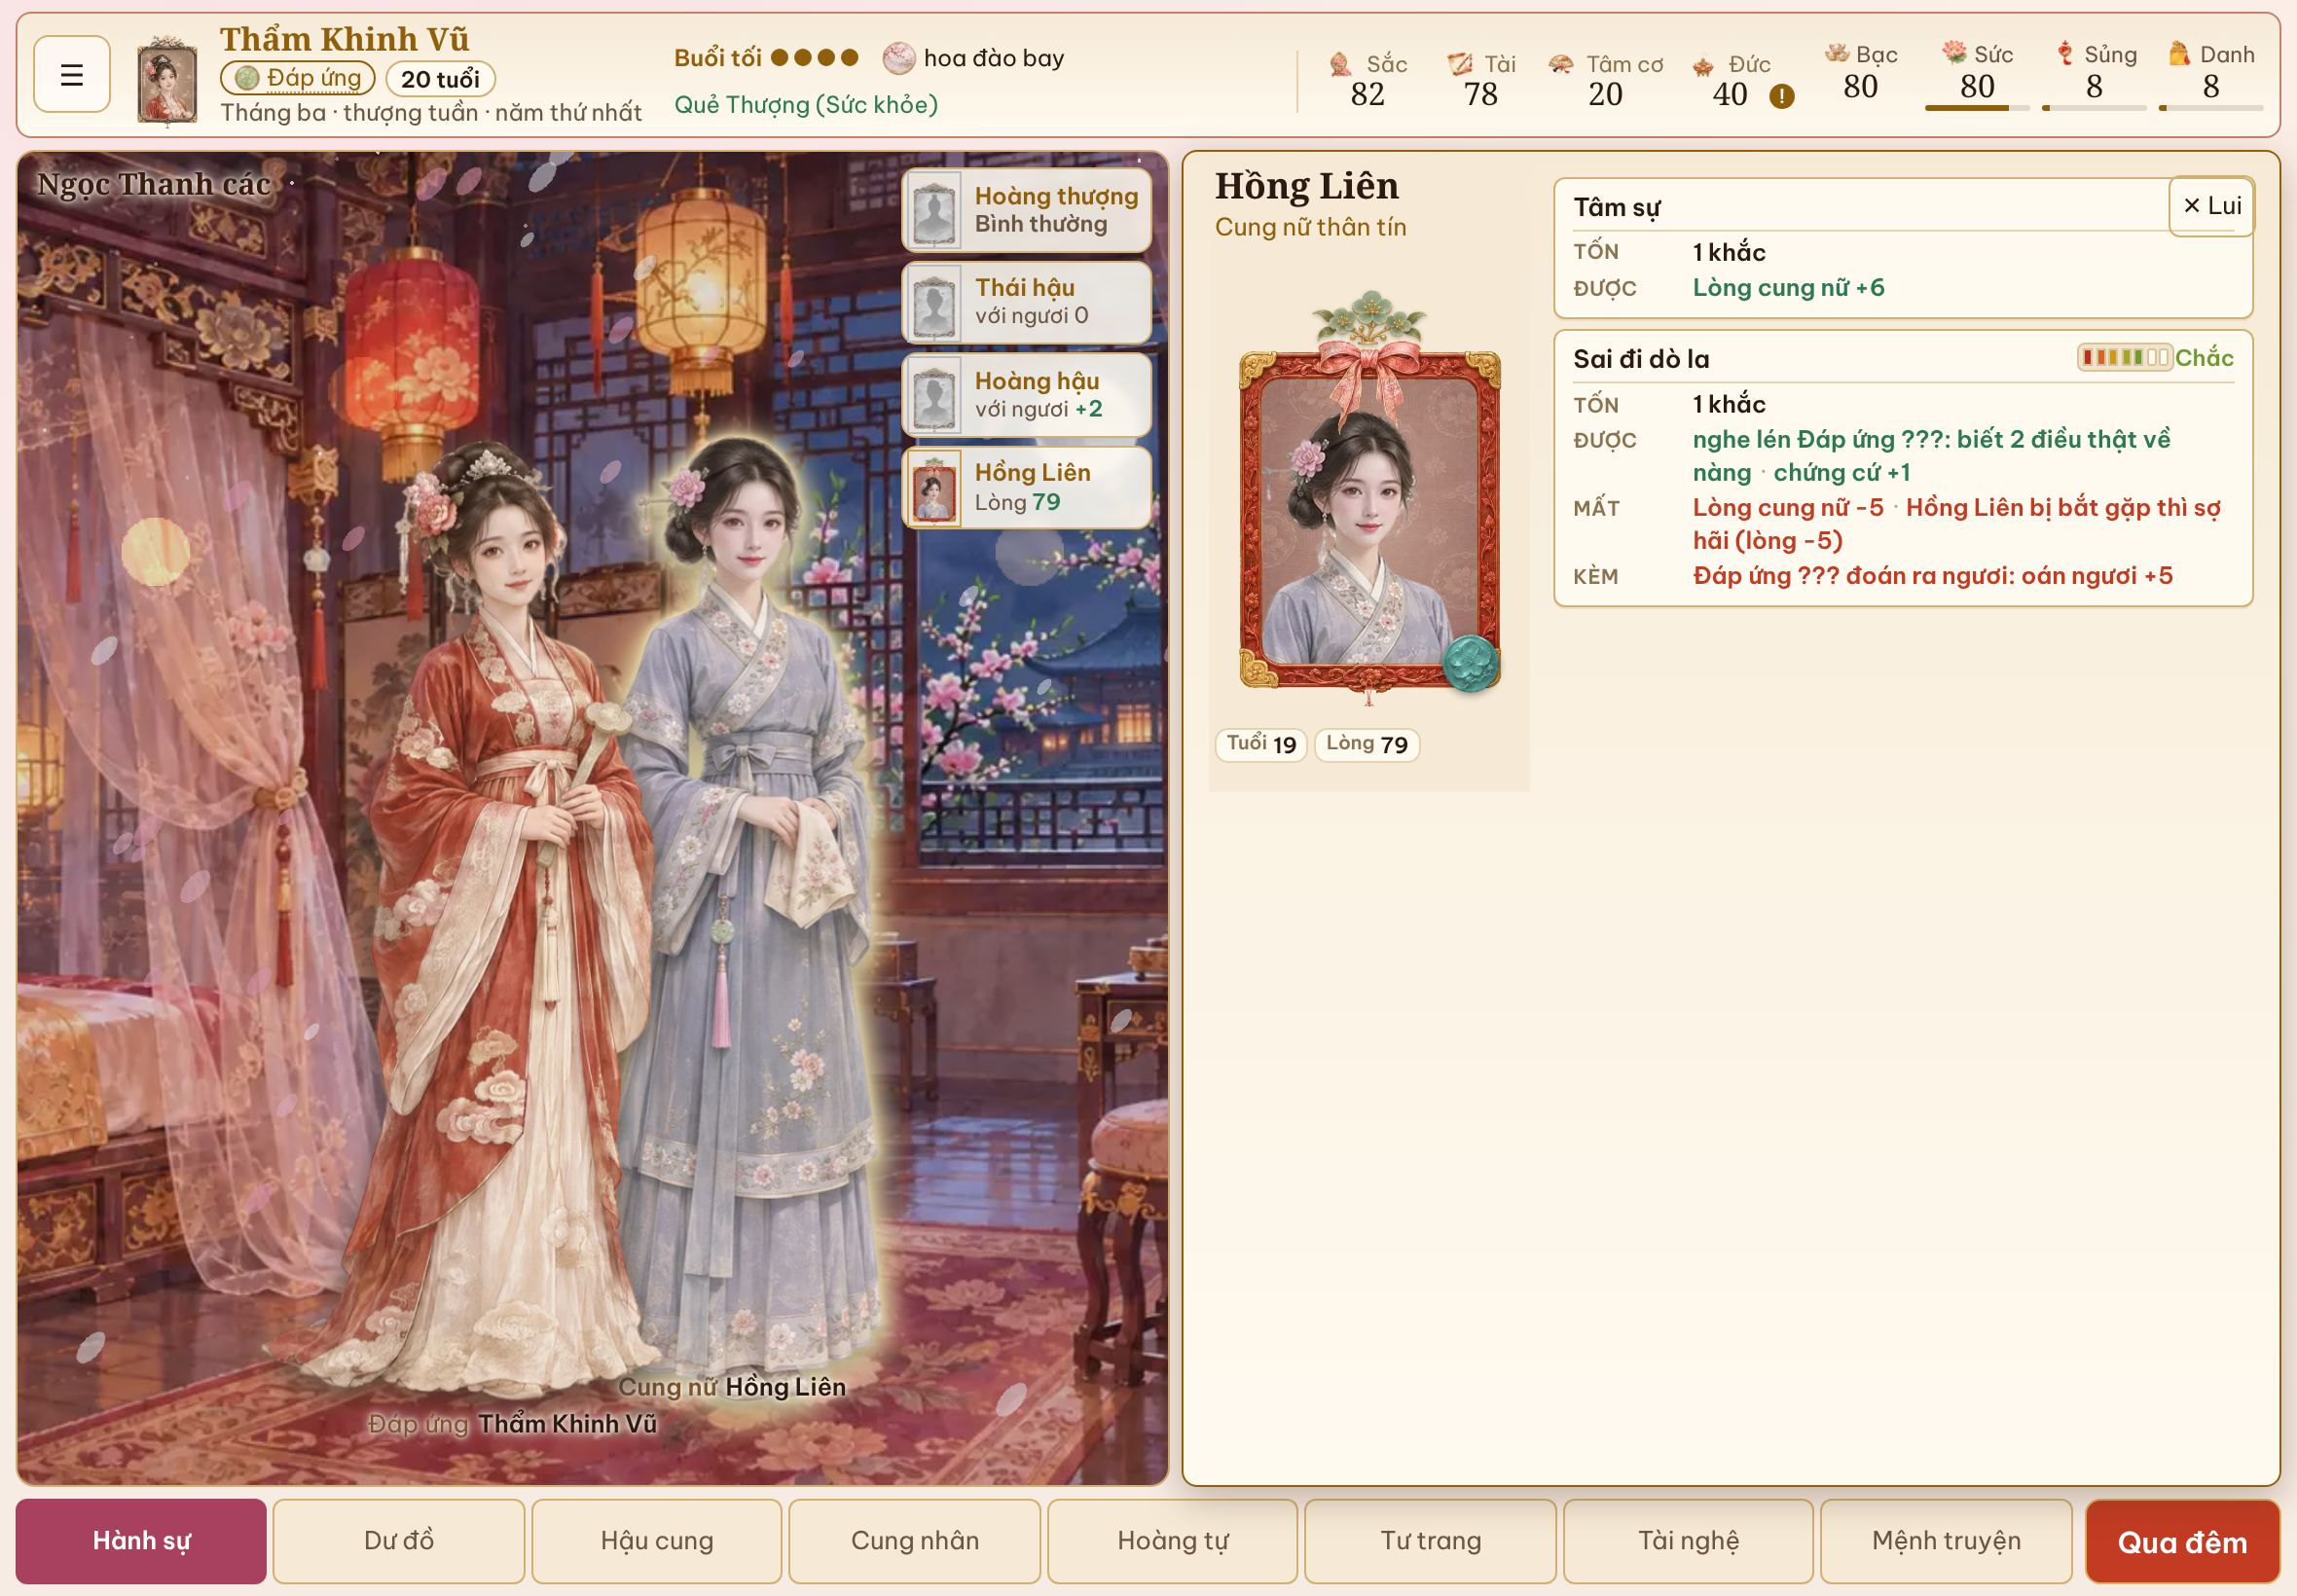 ☰
Thẩm Khinh Vũ
Đáp ứng
20 tuổi
Tháng ba · thượng tuần · năm thứ nhất
Buổi tối
hoa đào bay
Quẻ Thượng (Sức khỏe)
Sắc
82
Tài
78
Tâm cơ
20
Đức
40
!
Bạc
80
Sức
80
Sủng
8
Danh
8
Ngọc Thanh các
Hoàng thượng
Bình thường
Thái hậu
với ngươi 0
Hoàng hậu
với ngươi +2
Hồng Liên
Lòng 79
Cung nữ Hồng Liên
Đáp ứng Thẩm Khinh Vũ
Hồng Liên
Cung nữ thân tín
Tuổi 19
Lòng 79
✕ Lui
Tâm sự
TỐN 1 khắc
ĐƯỢC Lòng cung nữ +6
Sai đi dò la
Chắc
TỐN 1 khắc
ĐƯỢC nghe lén Đáp ứng ???: biết 2 điều thật về
nàng · chứng cứ +1
MẤT Lòng cung nữ -5 · Hồng Liên bị bắt gặp thì sợ
hãi (lòng -5)
KÈM Đáp ứng ??? đoán ra ngươi: oán ngươi +5
Hành sự
Dư đồ
Hậu cung
Cung nhân
Hoàng tự
Tư trang
Tài nghệ
Mệnh truyện
Qua đêm